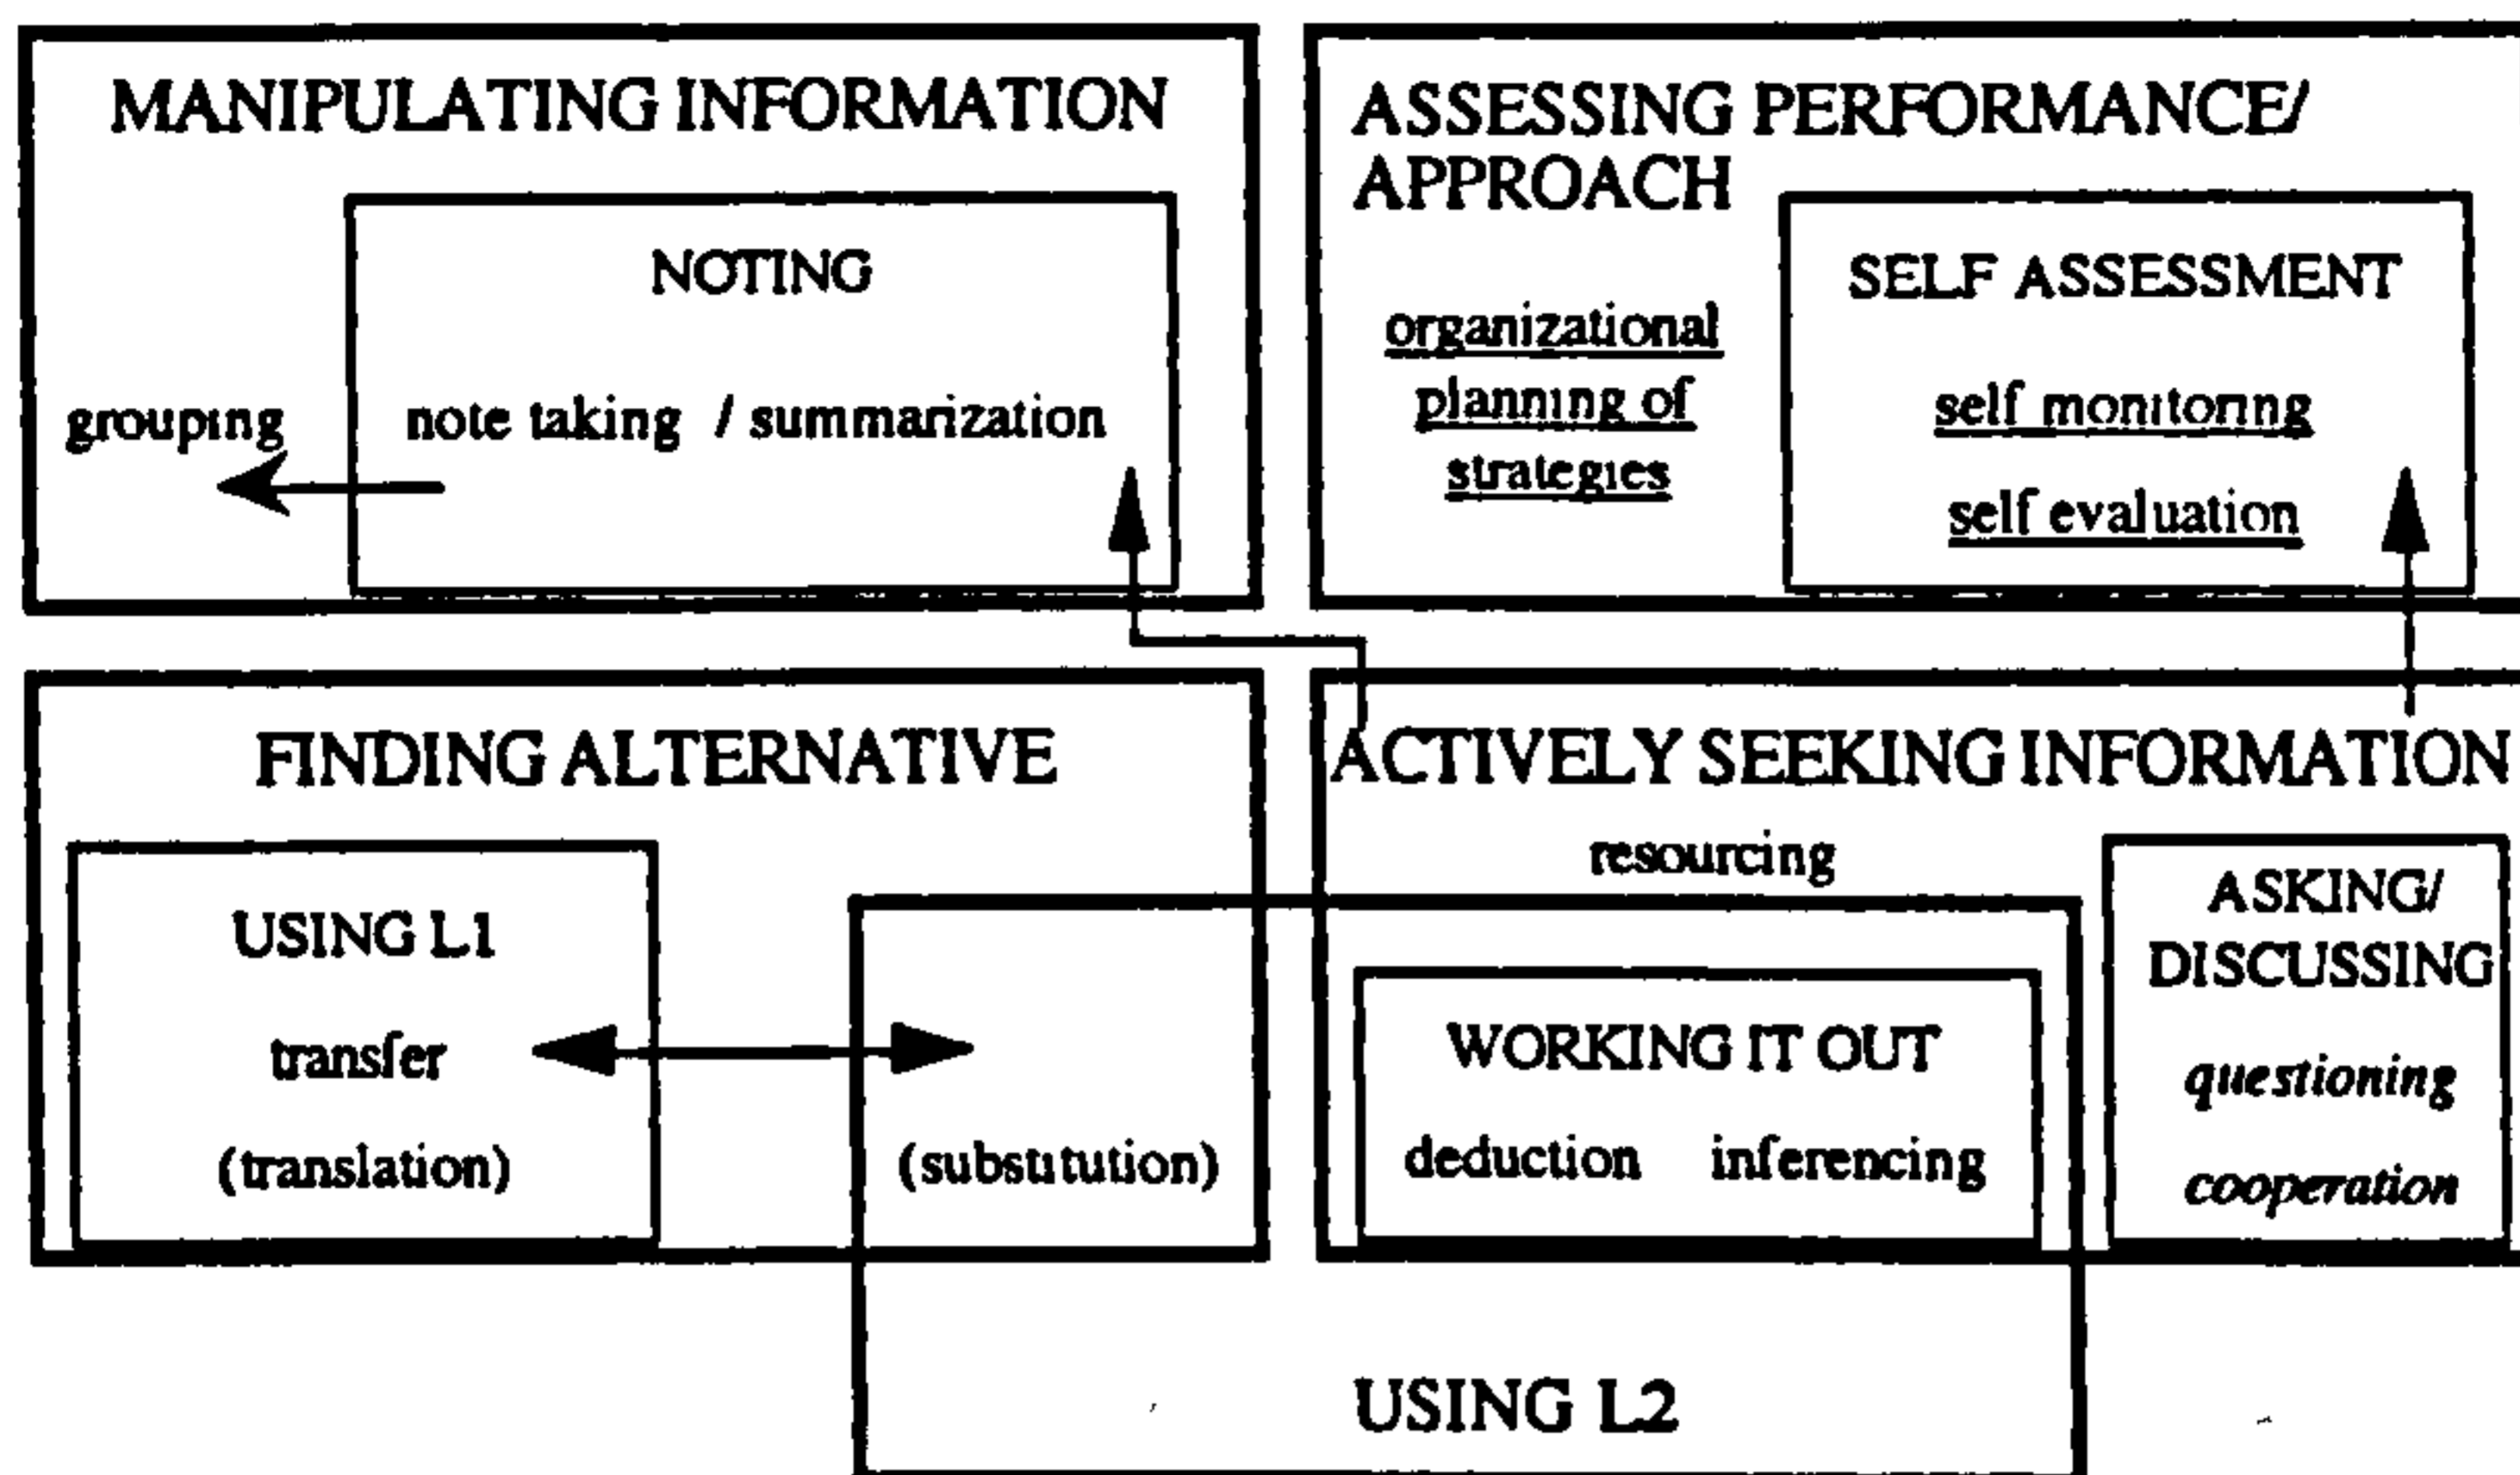 MANIPULATING INFORMATION
NOTING
grouping
note taking / summarization
ASSESSING PERFORMANCE/
APPROACH
organizational
planning of
strategies
SELF ASSESSMENT
self monitoring
self evaluation
FINDING ALTERNATIVE
USING L1
transfer
(translation)
(substitution)
ACTIVELY SEEKING INFORMATION
resourcing
WORKING IT OUT
deduction inferencing
ASKING/
DISCUSSING
questioning
cooperation
USING L2